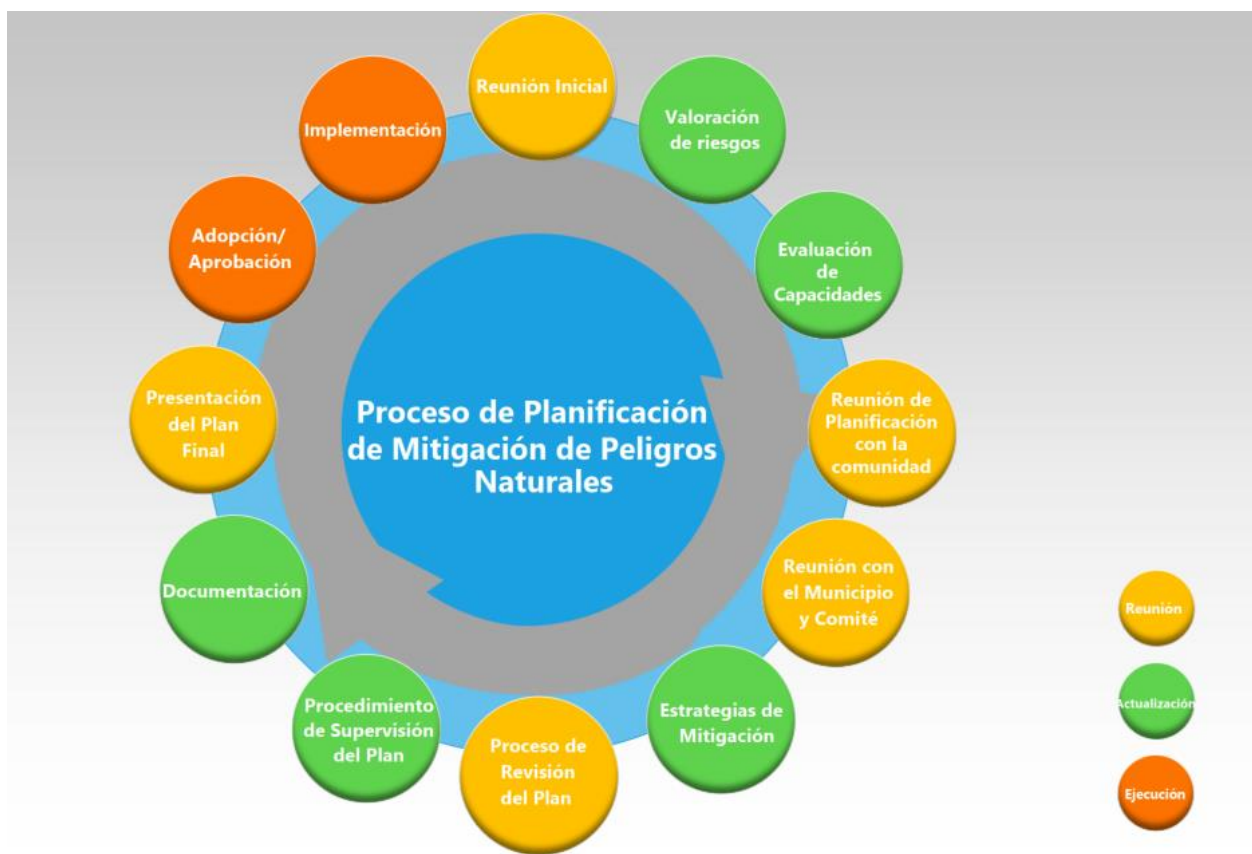 Reunión Inicial
Valoración
de riesgos
Evaluación
de
Capacidades
Reunión de
Planificación
con la
comunidad
Reunión con
el Municipio
y Comité
Estrategias de
Mitigación
Proceso de
Revisión
del Plan
Procedimiento
de Supervisión
del Plan
Documentación
Presentación
del Plan
Final
Adopción/
Aprobación
Implementación
Proceso de Planificación
de Mitigación de Peligros
Naturales
Reunión
Actualización
Ejecución